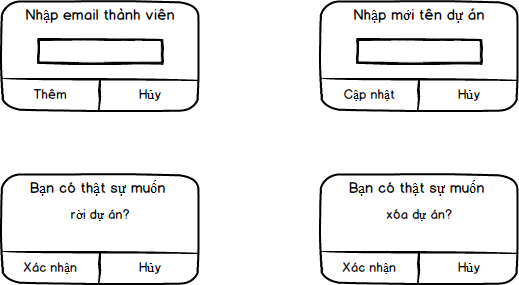 Nhập email thành viên
Thêm
Hủy
Nhập mới tên dự án
Cập nhật
Hủy
Bạn có thật sự muốn
rời dự án?
Xác nhận
Hủy
Bạn có thật sự muốn
xóa dự án?
Xác nhận
Hủy